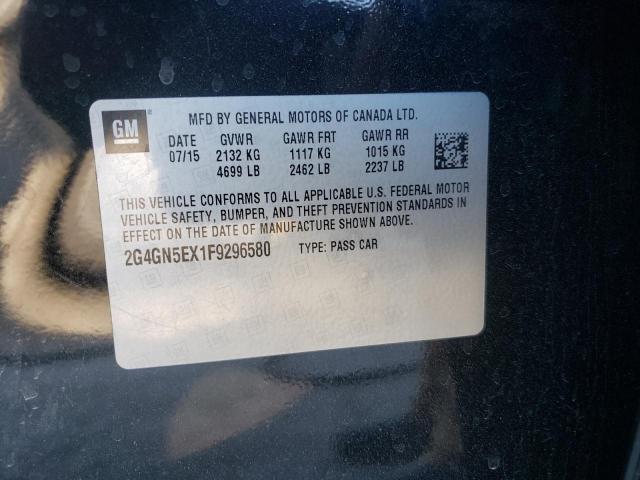 GM ® MFD BY GENERAL MOTORS OF CANADA LTD.
DATE GVWR GAWR FRT GAWR RR
07/15 2132 KG 1117 KG 1015 KG
4699 LB 2462 LB 2237 LB
THIS VEHICLE CONFORMS TO ALL APPLICABLE U.S. FEDERAL MOTOR
VEHICLE SAFETY, BUMPER, AND THEFT PREVENTION STANDARDS IN
EFFECT ON THE DATE OF MANUFACTURE SHOWN ABOVE.
2G4GN5EX1F9296580 TYPE: PASS CAR